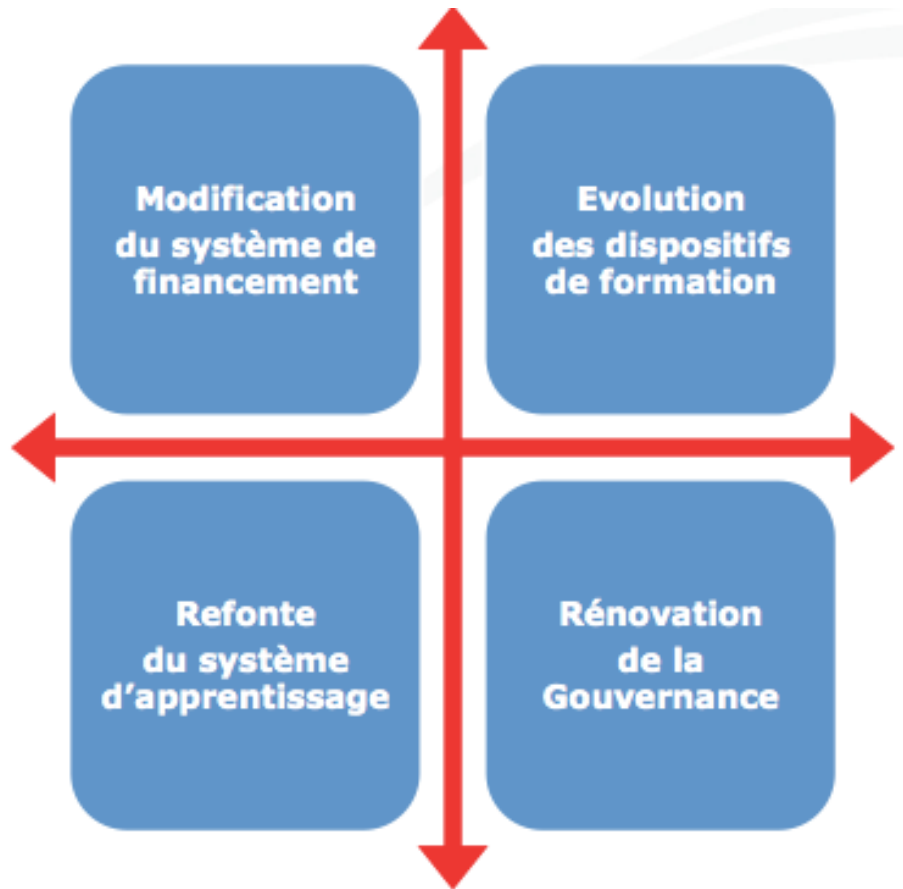 Modification
du système de
financement
Evolution
des dispositifs
de formation
Refonte
du système
d'apprentissage
Rénovation
de la
Gouvernance